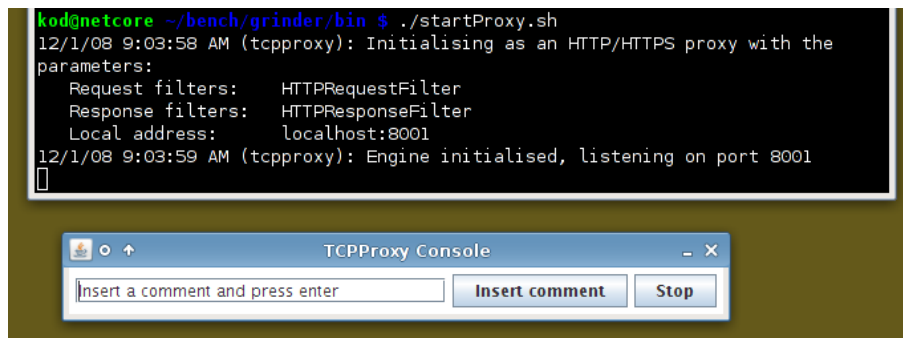 kod@netcore ~/bench/grinder/bin $ ./startProxy.sh
12/1/08 9:03:58 AM (tcpproxy): Initialising as an HTTP/HTTPS proxy with the
parameters:
   Request filters:    HTTPRequestFilter
   Response filters:   HTTPResponseFilter
   Local address:      localhost:8001
12/1/08 9:03:59 AM (tcpproxy): Engine initialised, listening on port 8001
TCPProxy Console
Insert a comment and press enter Insert comment Stop